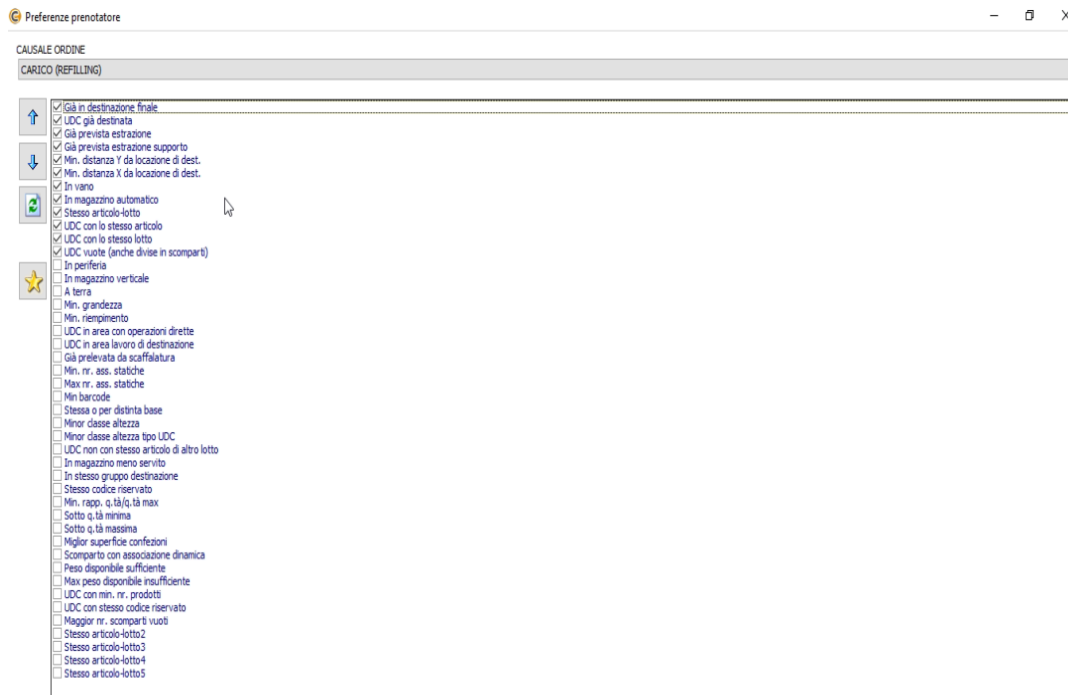 Preferenze prenotatore
CAUSALE ORDINE
CARICO (REFILLING)
Già in destinazione finale
UDC già destinata
Già prevista estrazione
Già prevista estrazione supporto
Min. distanza Y da locazione di dest.
Min. distanza X da locazione di dest.
In vano
In magazzino automatico
Stesso articolo-lotto
UDC con lo stesso articolo
UDC con lo stesso lotto
UDC vuote (anche divise in scomparti)
In periferia
In magazzino verticale
A terra
Min. grandezza
Min. riempimento
UDC in area con operazioni dirette
UDC in area lavoro di destinazione
Già prelevata da scaffalatura
Min. nr. ass. statiche
Max nr. ass. statiche
Min barcode
Stessa o per distinta base
Minor classe altezza
Minor classe altezza tipo UDC
UDC non con stesso articolo di altro lotto
In magazzino meno servito
In stesso gruppo destinazione
Stesso codice riservato
Min. rapp. q.tà/q.tà max
Sotto q.tà minima
Sotto q.tà massima
Miglior superficie confezioni
Scomparto con associazione dinamica
Peso disponibile sufficiente
Max peso disponibile insufficiente
UDC con min. nr. prodotti
UDC con stesso codice riservato
Maggior nr. scomparti vuoti
Stesso articolo-lotto2
Stesso articolo-lotto3
Stesso articolo-lotto4
Stesso articolo-lotto5